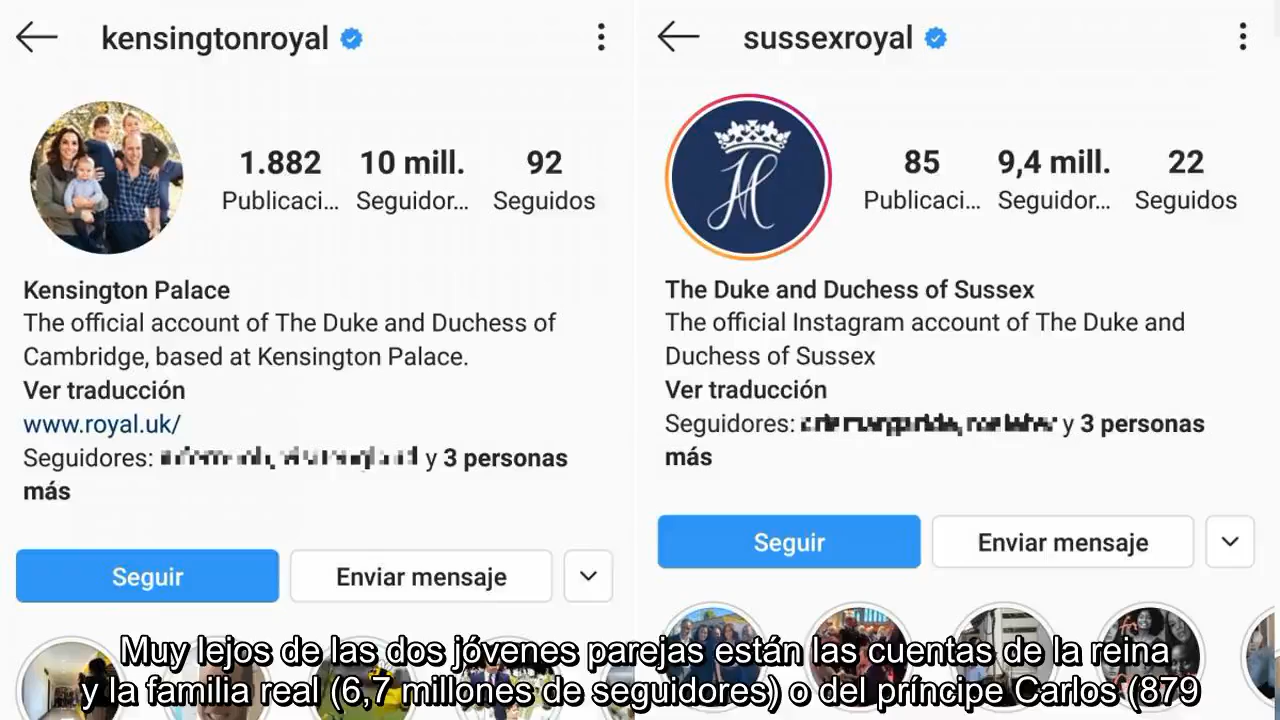 kensingtonroyal
1.882 10 mill. 92
Publicaci... Seguidor... Seguidos
Kensington Palace
The official account of The Duke and Duchess of
Cambridge, based at Kensington Palace.
Ver traducción
www.royal.uk/
Seguidores: y 3 personas
más
Seguir Enviar mensaje
sussexroyal
85 9,4 mill. 22
Publicaci... Seguidor... Seguidos
The Duke and Duchess of Sussex
The official Instagram account of The Duke and
Duchess of Sussex
Ver traducción
Seguidores: y 3 personas
más
Seguir Enviar mensaje
Muy lejos de las dos jóvenes parejas están las cuentas de la reina
y la familia real (6,7 millones de seguidores) o del príncipe Carlos (879